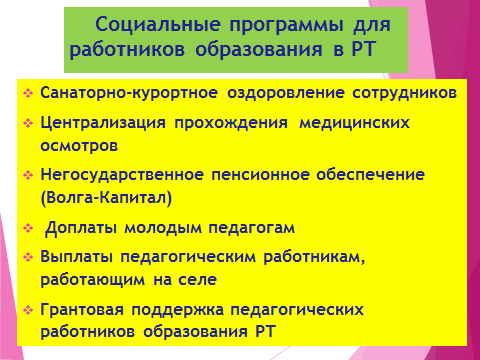 Социальные программы для
работников образования в РТ
Санаторно-курортное оздоровление сотрудников
Централизация прохождения медицинских
осмотров
Негосударственное пенсионное обеспечение
(Волга-Капитал)
Доплаты молодым педагогам
Выплаты педагогическим работникам,
работающим на селе
Грантовая поддержка педагогических
работников образования РТ